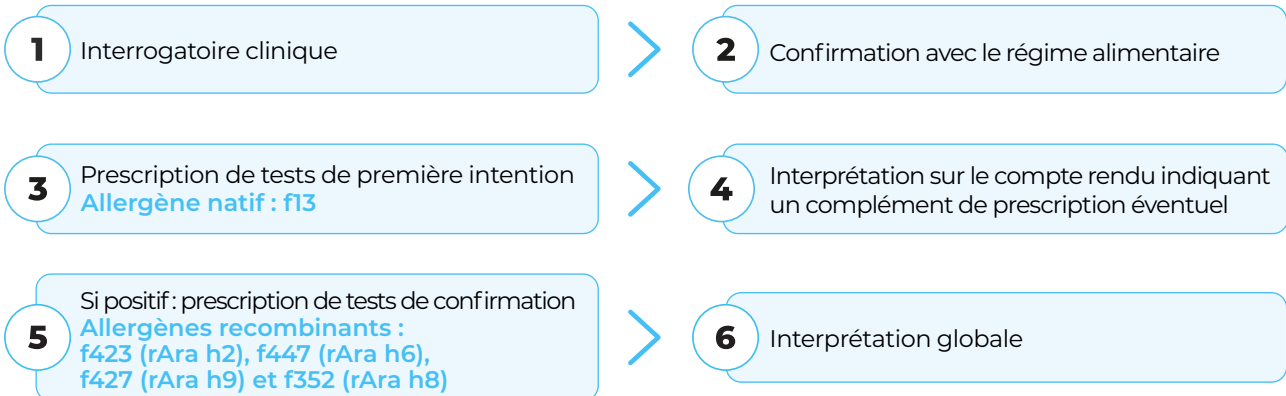 1 Interrogatoire clinique
2 Confirmation avec le régime alimentaire
3 Prescription de tests de première intention
Allergène natif : f13
4 Interprétation sur le compte rendu indiquant
un complément de prescription éventuel
5 Si positif : prescription de tests de confirmation
Allergènes recombinants :
f423 (rAra h2), f447 (rAra h6),
f427 (rAra h9) et f352 (rAra h8)
6 Interprétation globale